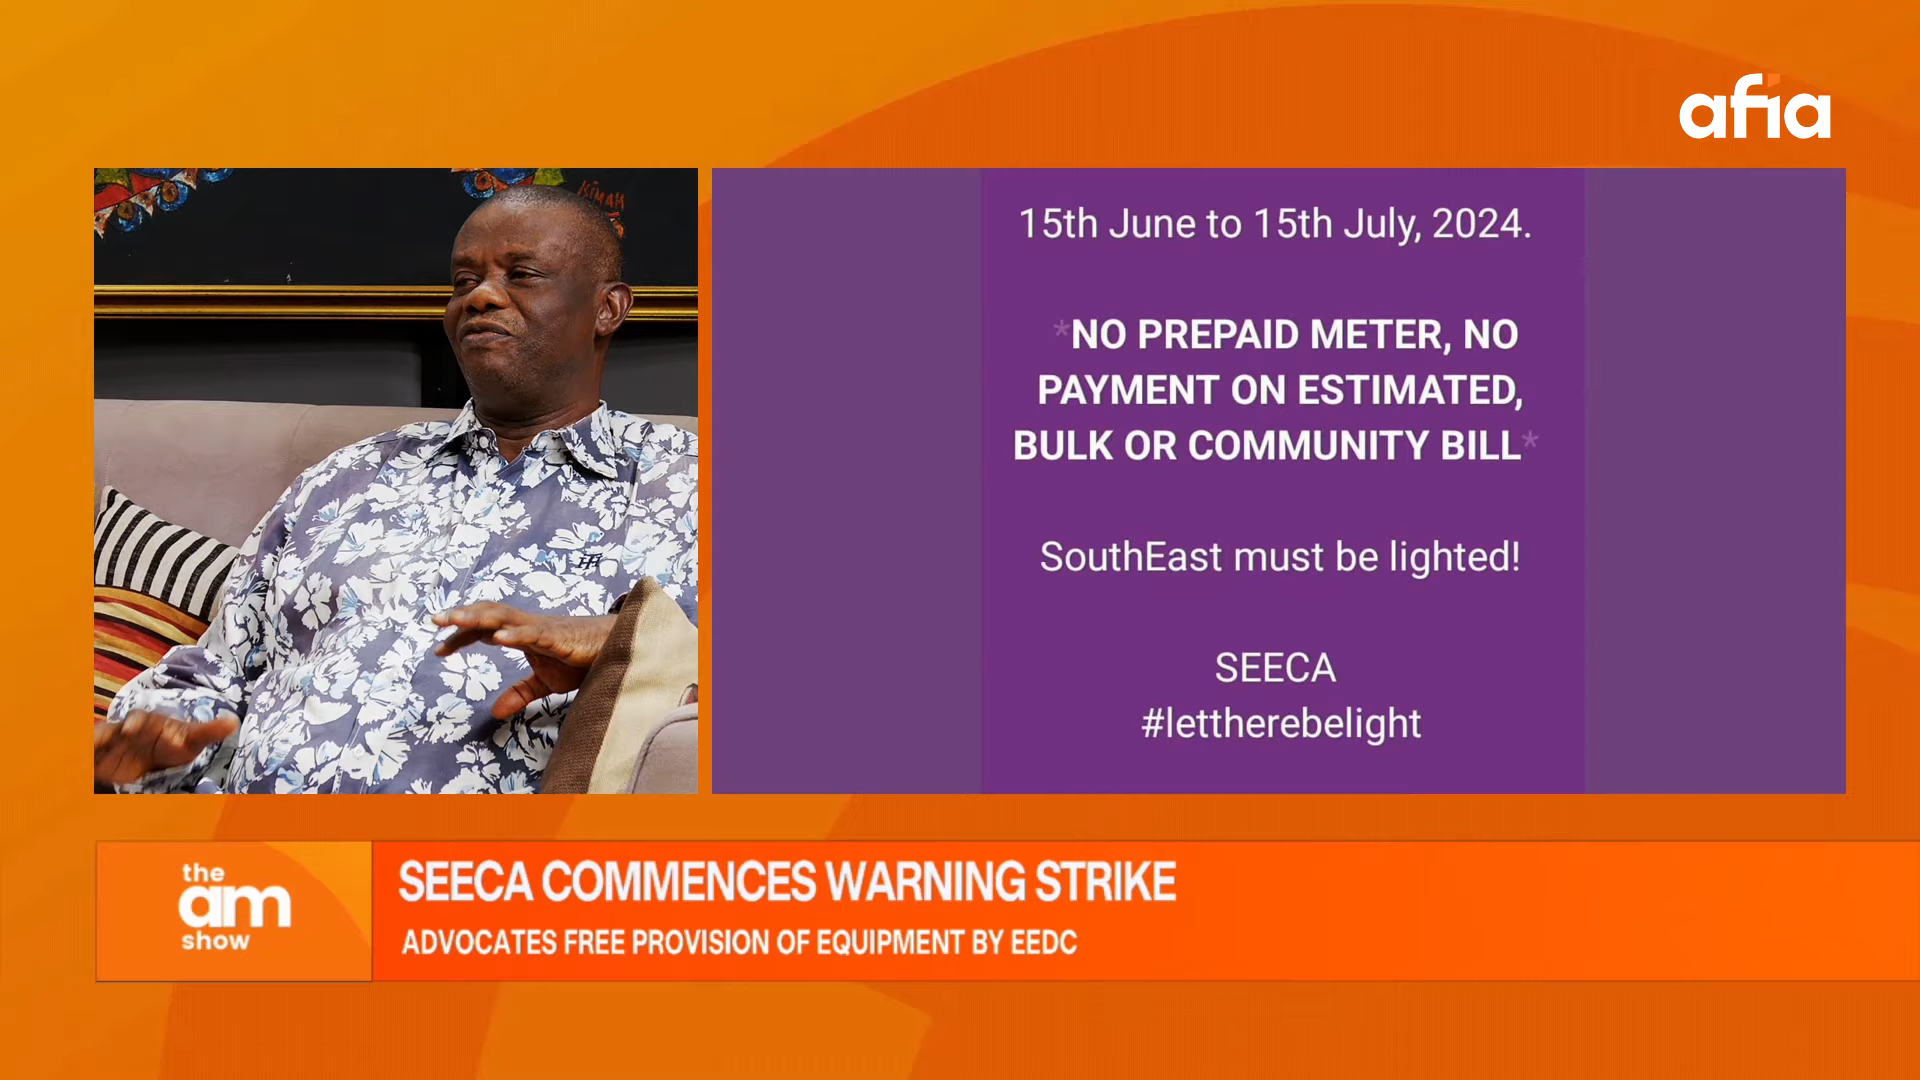 afia
KIMAH
15th June to 15th July, 2024.
*NO PREPAID METER, NO
PAYMENT ON ESTIMATED,
BULK OR COMMUNITY BILL*
SouthEast must be lighted!
SEECA
#lettherebelight
the
am
show
SEECA COMMENCES WARNING STRIKE
ADVOCATES FREE PROVISION OF EQUIPMENT BY EEDC